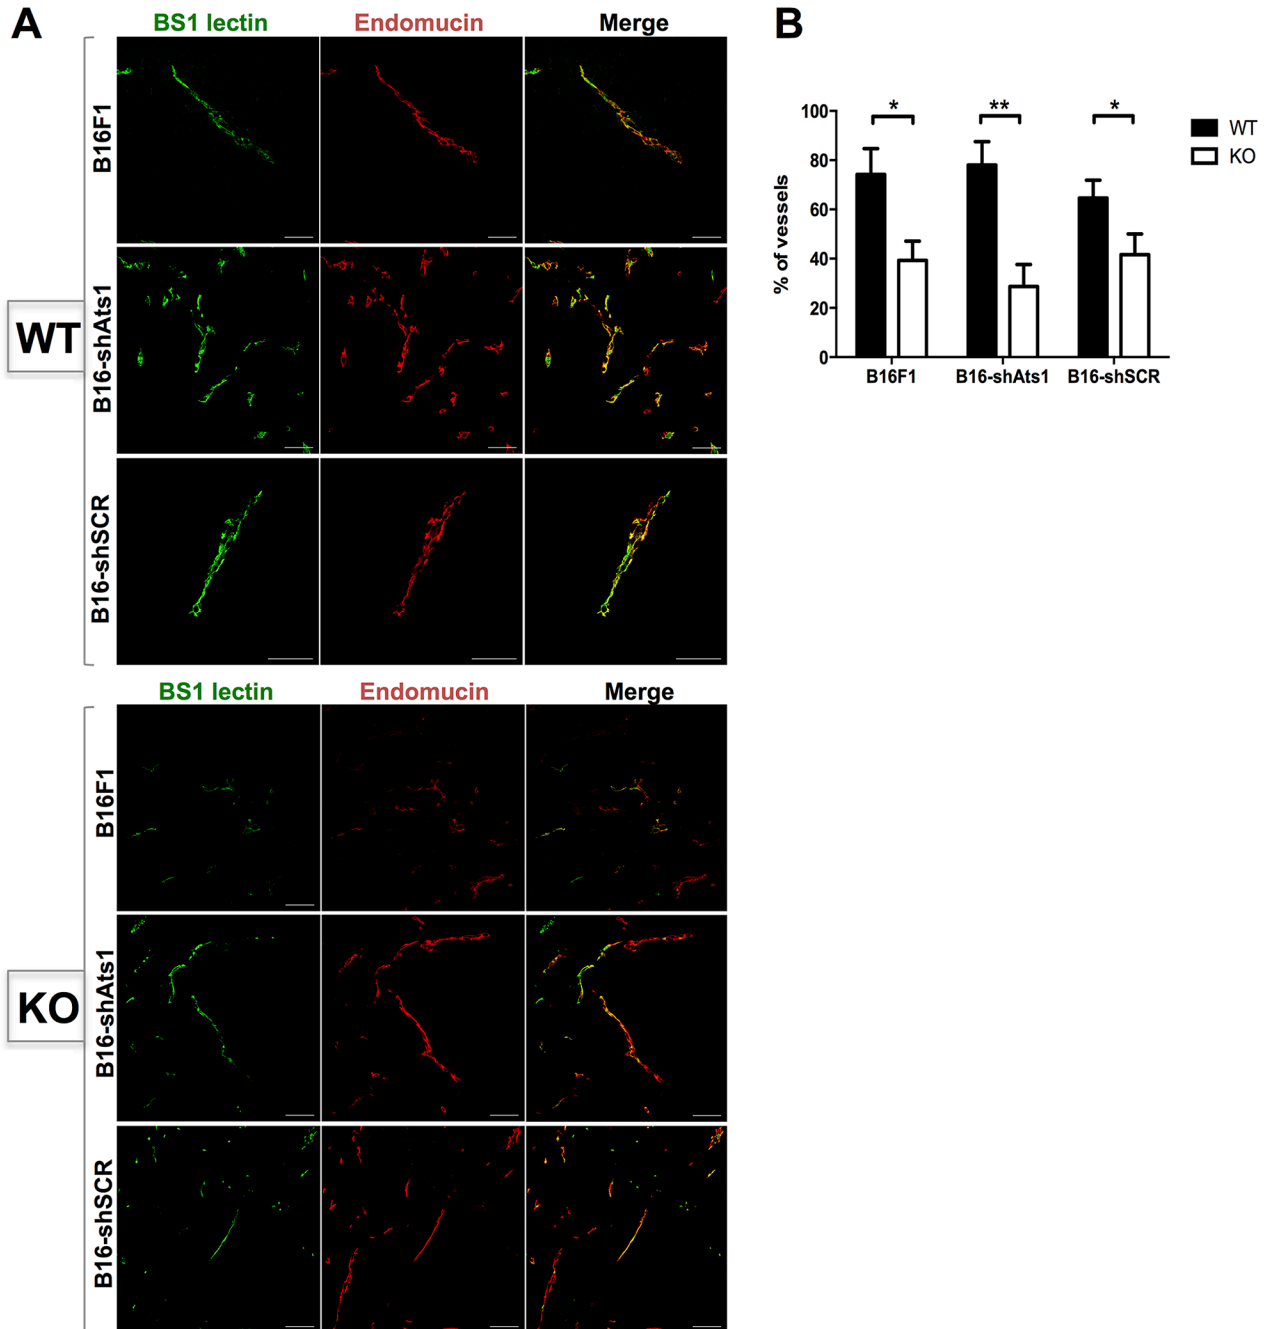 A
BS1 lectin Endomucin Merge
B16F1
WT
B16-shAts1
B16-shSCR
BS1 lectin Endomucin Merge
B16F1
KO
B16-shAts1
B16-shSCR
B
% of vessels
100
80
60
40
20
0
* ** *
B16F1 B16-shAts1 B16-shSCR
WT
KO